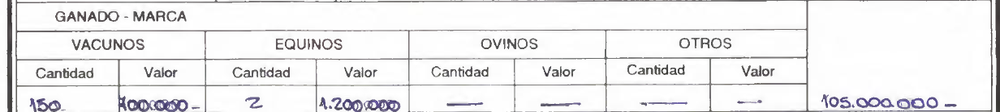 GANADO - MARCA
VACUNOS EQUINOS OVINOS OTROS
Cantidad Valor Cantidad Valor Cantidad Valor Cantidad Valor
150 2 1.200.000 — — — — 105.000.000 -